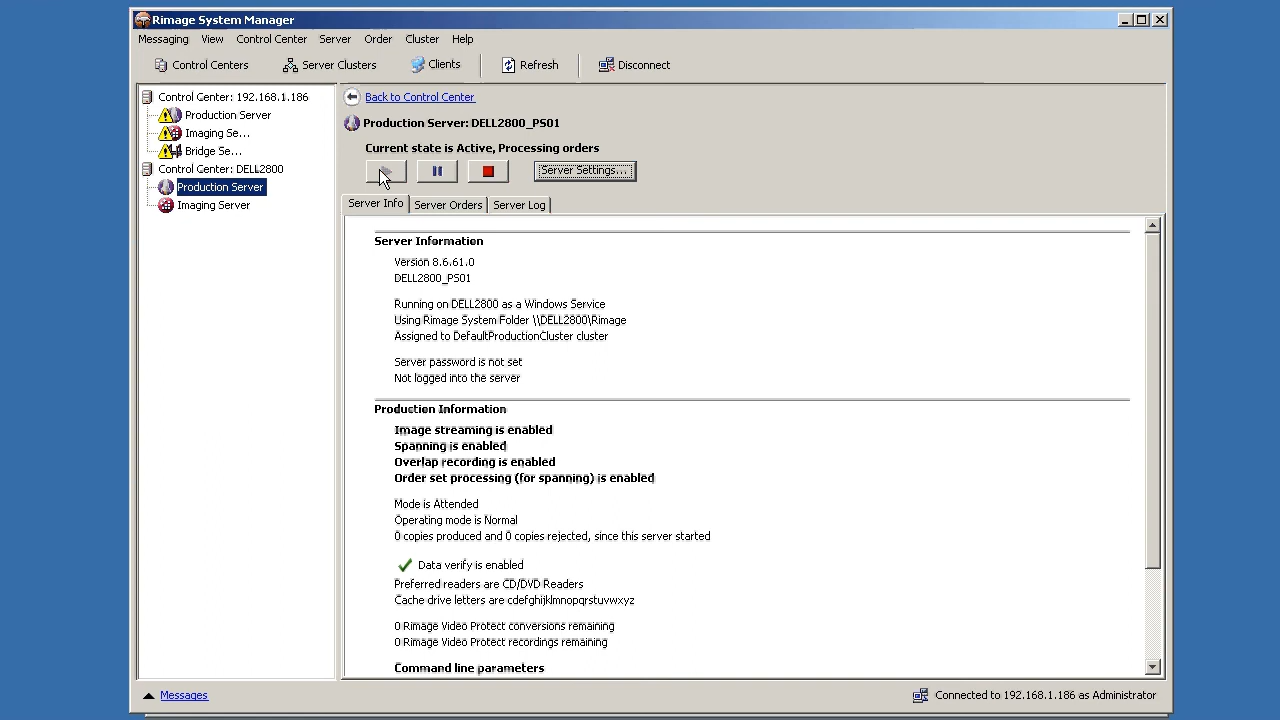 Rimage System Manager
Messaging View Control Center Server Order Cluster Help
Control Centers Server Clusters Clients Refresh Disconnect
Control Center: 192.168.1.186
Production Server
Imaging Se...
Bridge Se...
Control Center: DELL2800
Production Server
Imaging Server
Back to Control Center
Production Server: DELL2800_PS01
Current state is Active, Processing orders
Server Settings...
Server Info Server Orders Server Log
Server Information
Version 8.6.61.0
DELL2800_PS01
Running on DELL2800 as a Windows Service
Using Rimage System Folder \\DELL2800\Rimage
Assigned to DefaultProductionCluster cluster
Server password is not set
Not logged into the server
Production Information
Image streaming is enabled
Spanning is enabled
Overlap recording is enabled
Order set processing (for spanning) is enabled
Mode is Attended
Operating mode is Normal
0 copies produced and 0 copies rejected, since this server started
Data verify is enabled
Preferred readers are CD/DVD Readers
Cache drive letters are cdefghijklmnopqrstuvwxyz
0 Rimage Video Protect conversions remaining
0 Rimage Video Protect recordings remaining
Command line parameters
Messages
Connected to 192.168.1.186 as Administrator